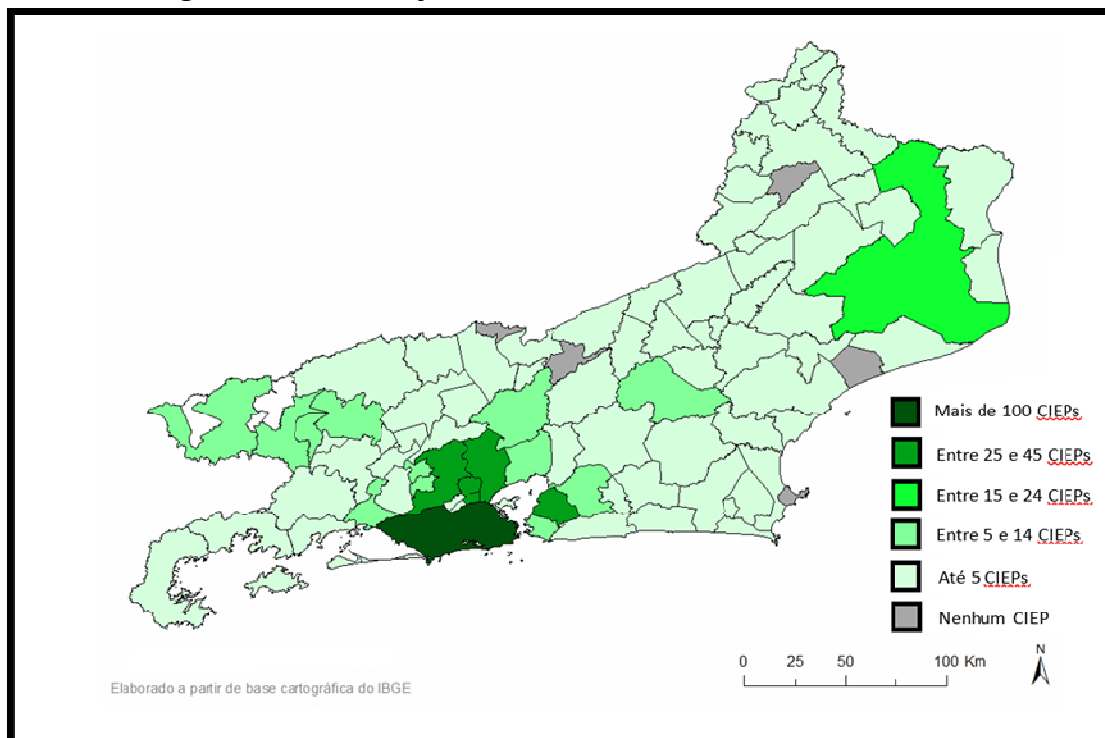 Mais de 100 CIEPs
Entre 25 e 45 CIEPs
Entre 15 e 24 CIEPs
Entre 5 e 14 CIEPs
Até 5 CIEPs
Nenhum CIEP
N
0 25 50 100 Km
Elaborado a partir de base cartográfica do IBGE